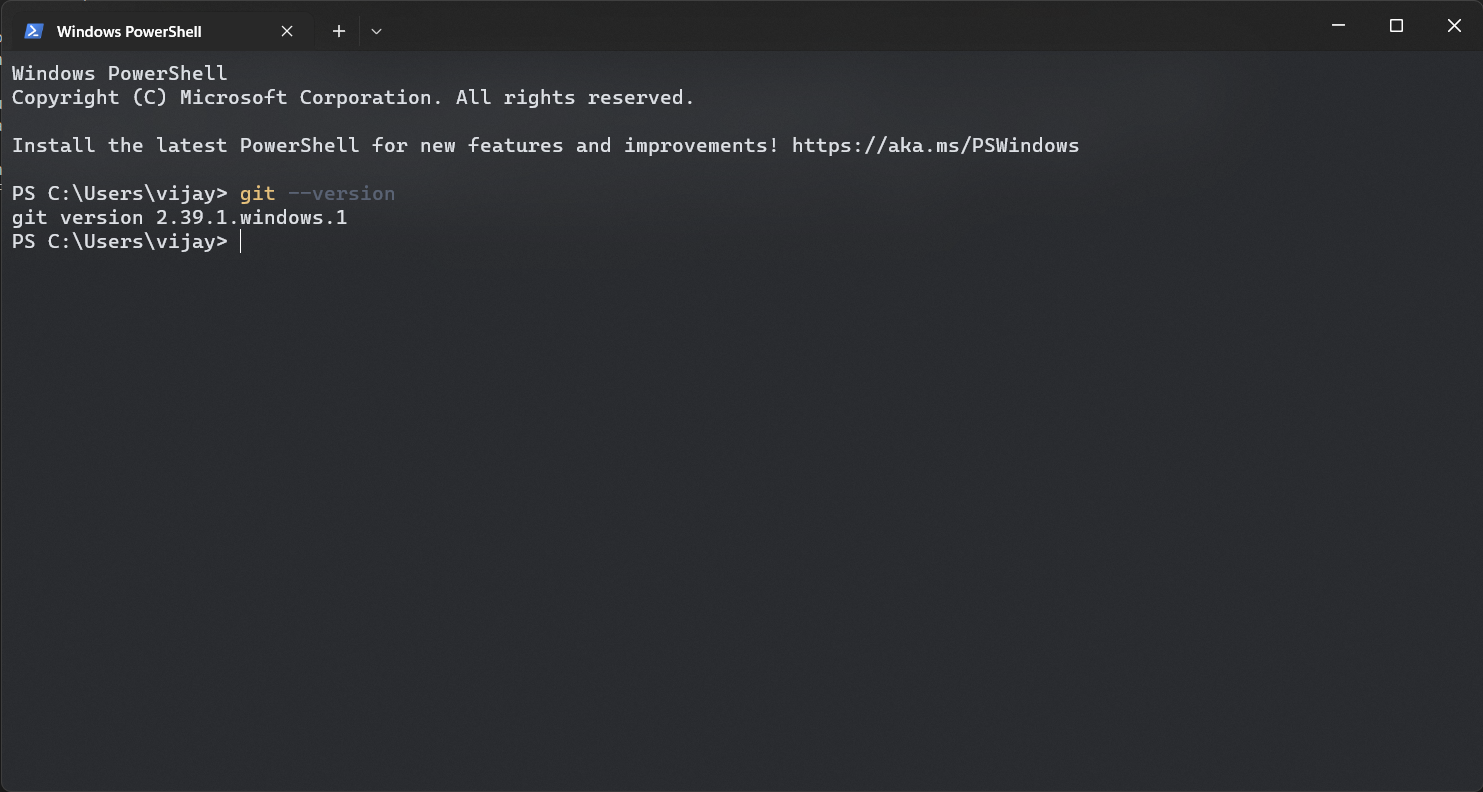 Windows PowerShell
Windows PowerShell
Copyright (C) Microsoft Corporation. All rights reserved.
Install the latest PowerShell for new features and improvements! https://aka.ms/PSWindows
PS C:\Users\vijay> git --version
git version 2.39.1.windows.1
PS C:\Users\vijay>